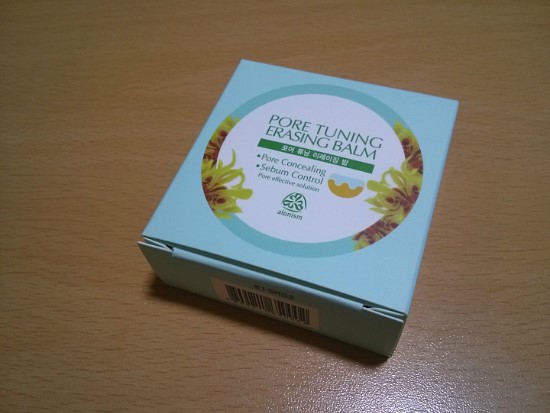 PORE TUNING
ERASING BALM
포어 튜닝 이레이징 밤
•Pore Concealing
•Sebum Control
Pore effective solution
aionism